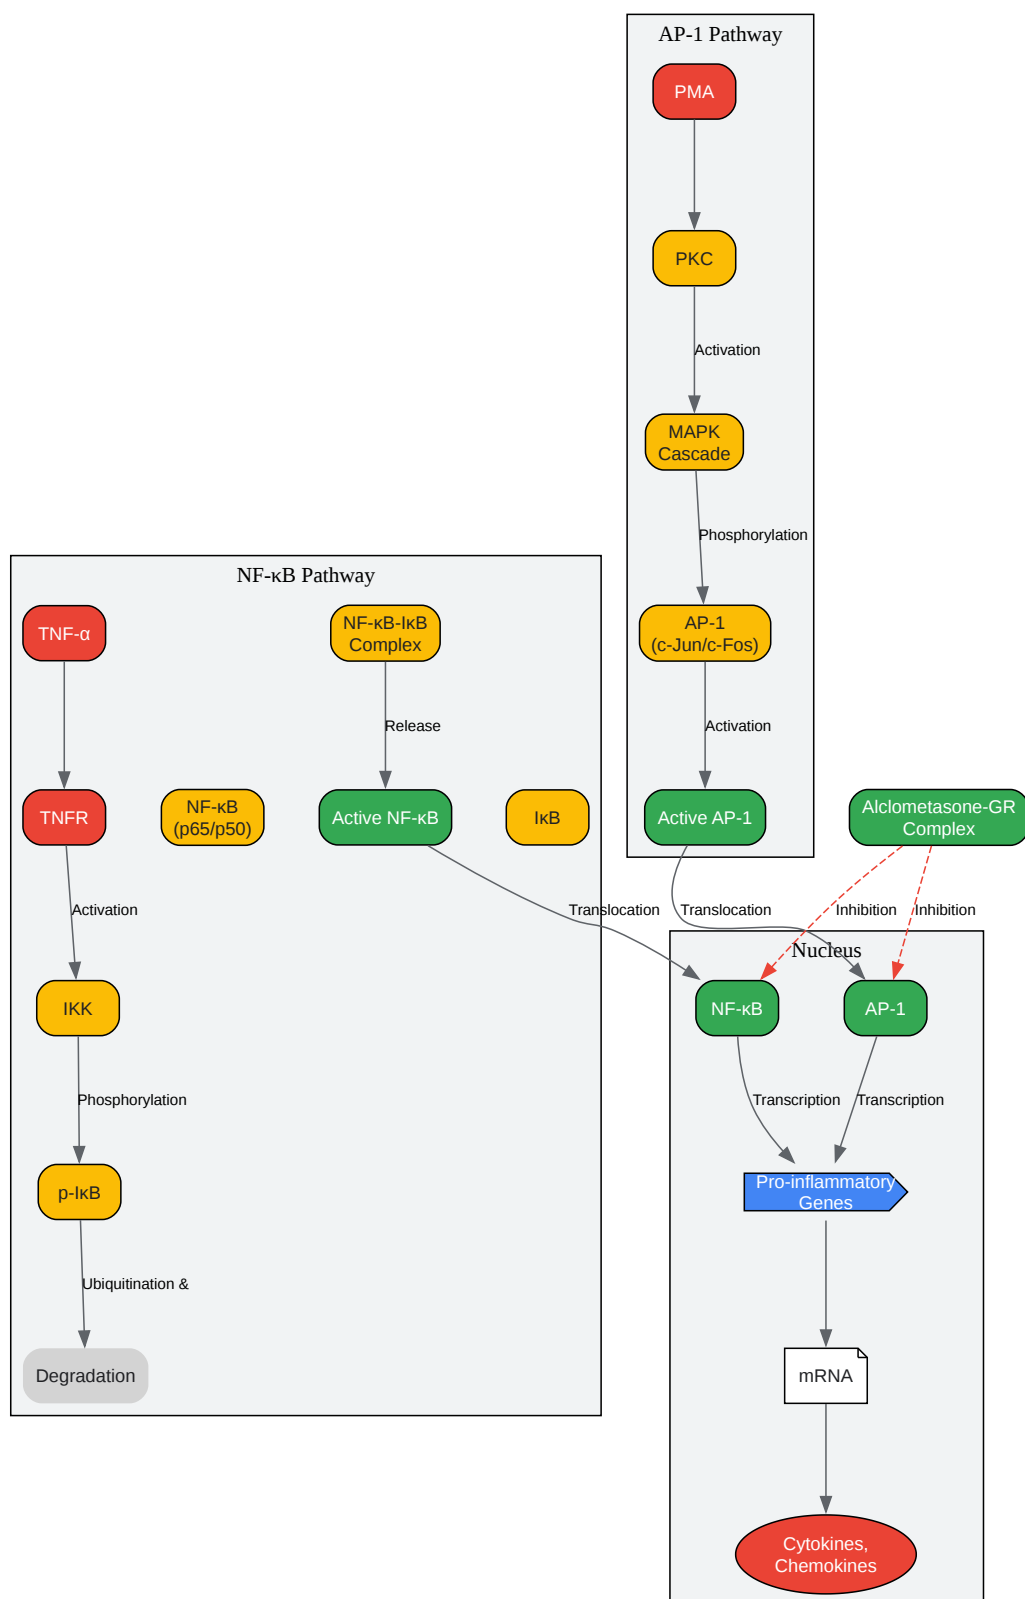 AP-1 Pathway
PMA
PKC
Activation
MAPK
Cascade
Phosphorylation
AP-1
(c-Jun/c-Fos)
Activation
Active AP-1
NF-κB Pathway
TNF-α
NF-κB-IκB
Complex
Release
TNFR
NF-κB
(p65/p50)
Active NF-κB
IκB
Activation
IKK
Phosphorylation
p-IκB
Ubiquitination &
Degradation
Alclometasone-GR
Complex
Translocation
Translocation
Inhibition
Inhibition
Nucleus
NF-κB
AP-1
Transcription
Transcription
Pro-inflammatory
Genes
mRNA
Cytokines,
Chemokines